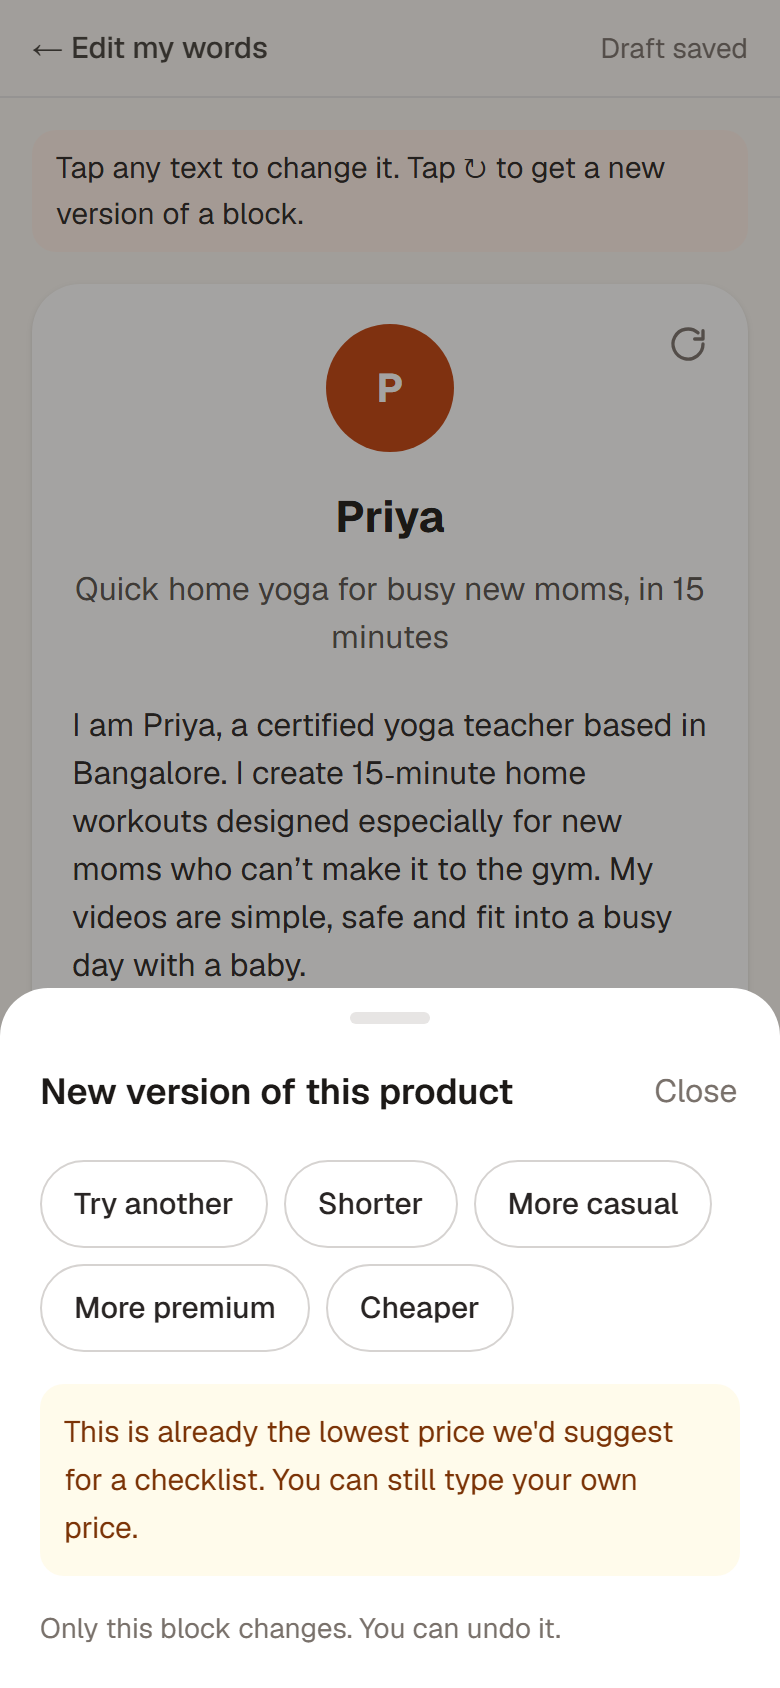 ← Edit my words
Draft saved
Tap any text to change it. Tap ↻ to get a new
version of a block.
P
Priya
Quick home yoga for busy new moms, in 15
minutes
I am Priya, a certified yoga teacher based in
Bangalore. I create 15-minute home
workouts designed especially for new
moms who can’t make it to the gym. My
videos are simple, safe and fit into a busy
day with a baby.
New version of this product
Close
Try another
Shorter
More casual
More premium
Cheaper
This is already the lowest price we'd suggest
for a checklist. You can still type your own
price.
Only this block changes. You can undo it.